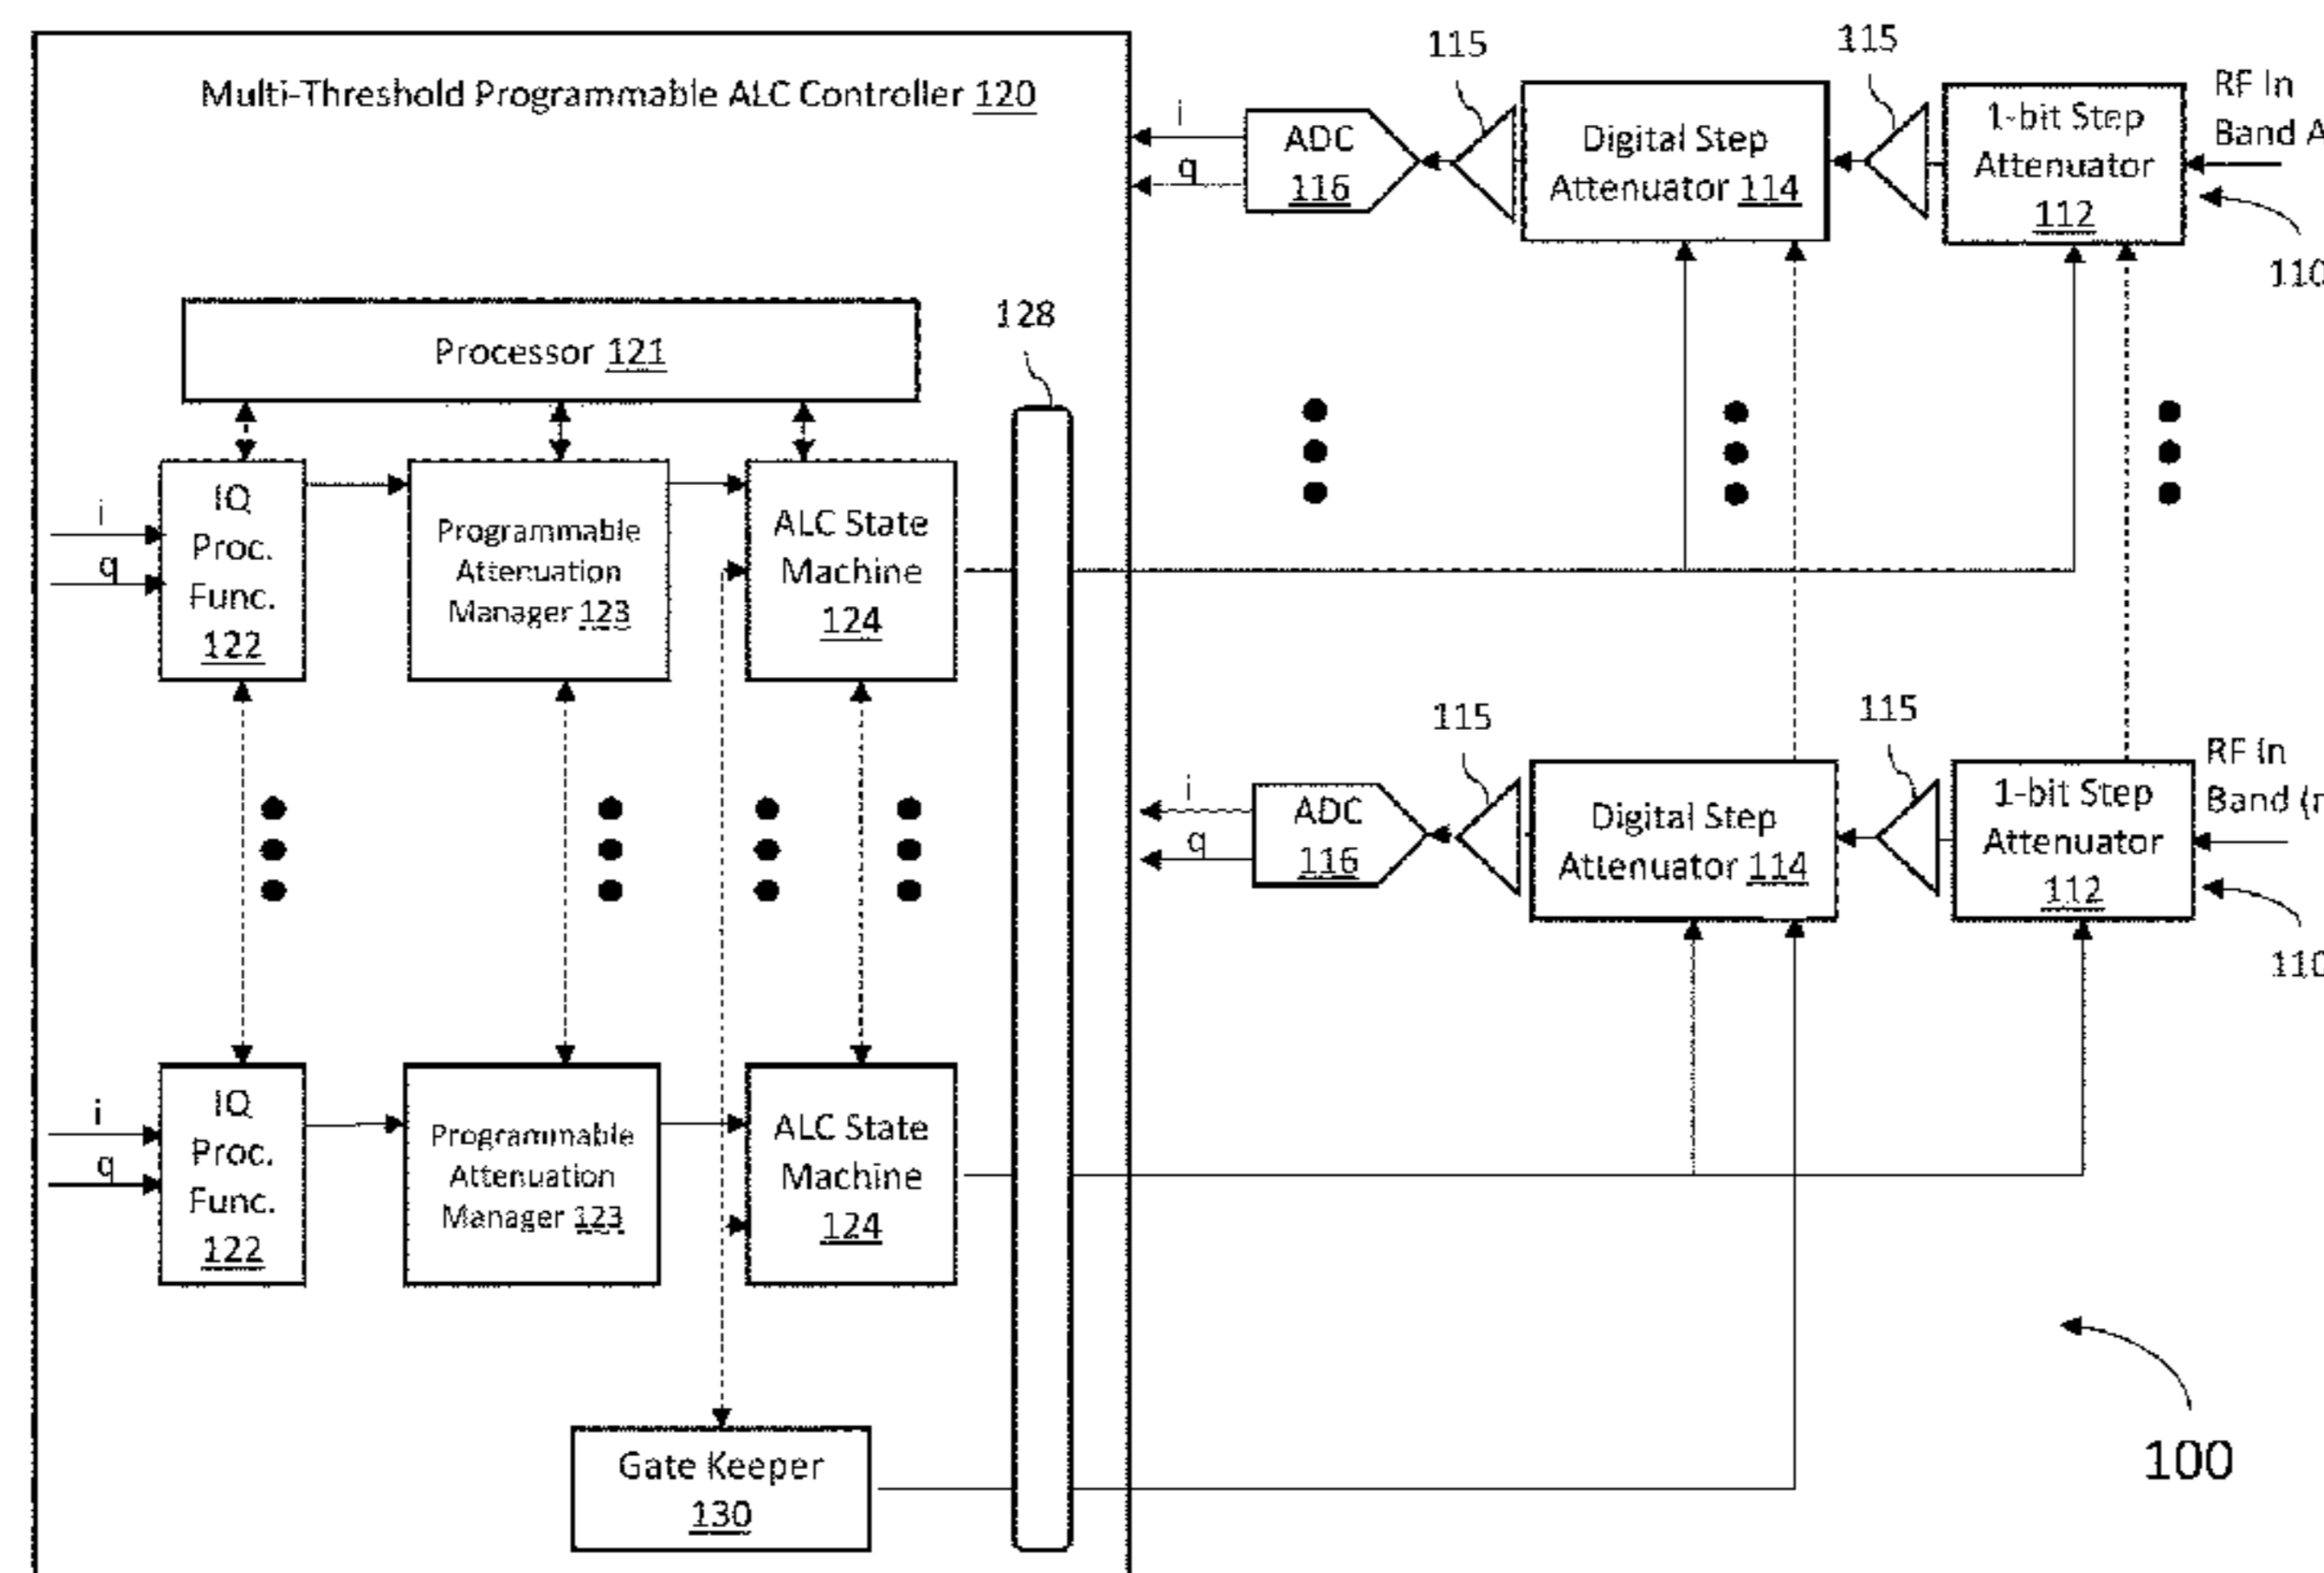 Multi-Threshold Programmable ALC Controller 120
Processor 121
128
i
q
IQ
Proc.
Func.
122
Programmable
Attenuation
Manager 123
ALC State
Machine
124
i
q
IQ
Proc.
Func.
122
Programmable
Attenuation
Manager 123
ALC State
Machine
124
Gate Keeper
130
i
q
ADC
116
115
Digital Step
Attenuator 114
115
1-bit Step
Attenuator
112
RF In
Band A
110
i
q
ADC
116
115
Digital Step
Attenuator 114
115
1-bit Step
Attenuator
112
RF In
Band
110
100